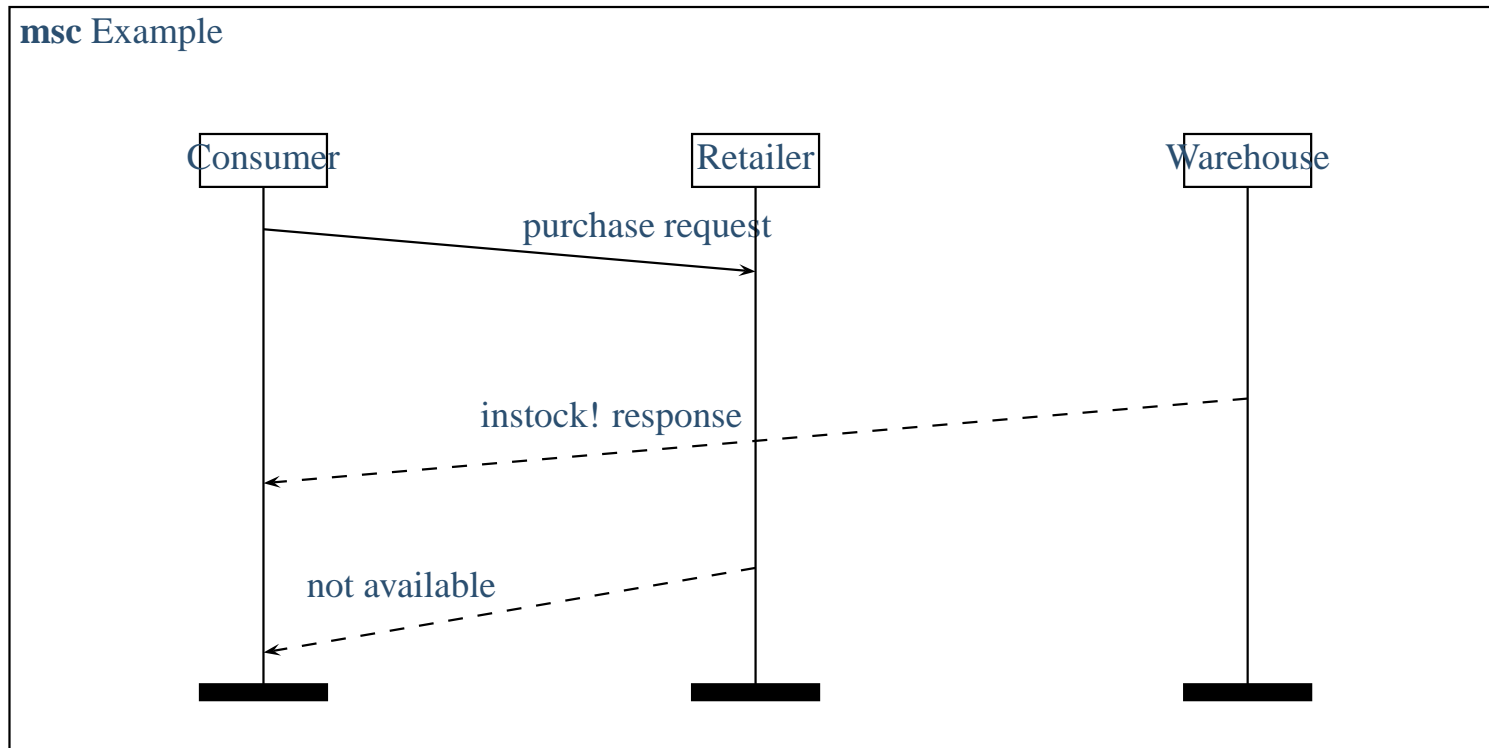 msc Example
Consumer
Retailer
Warehouse
purchase request
instock! response
not available